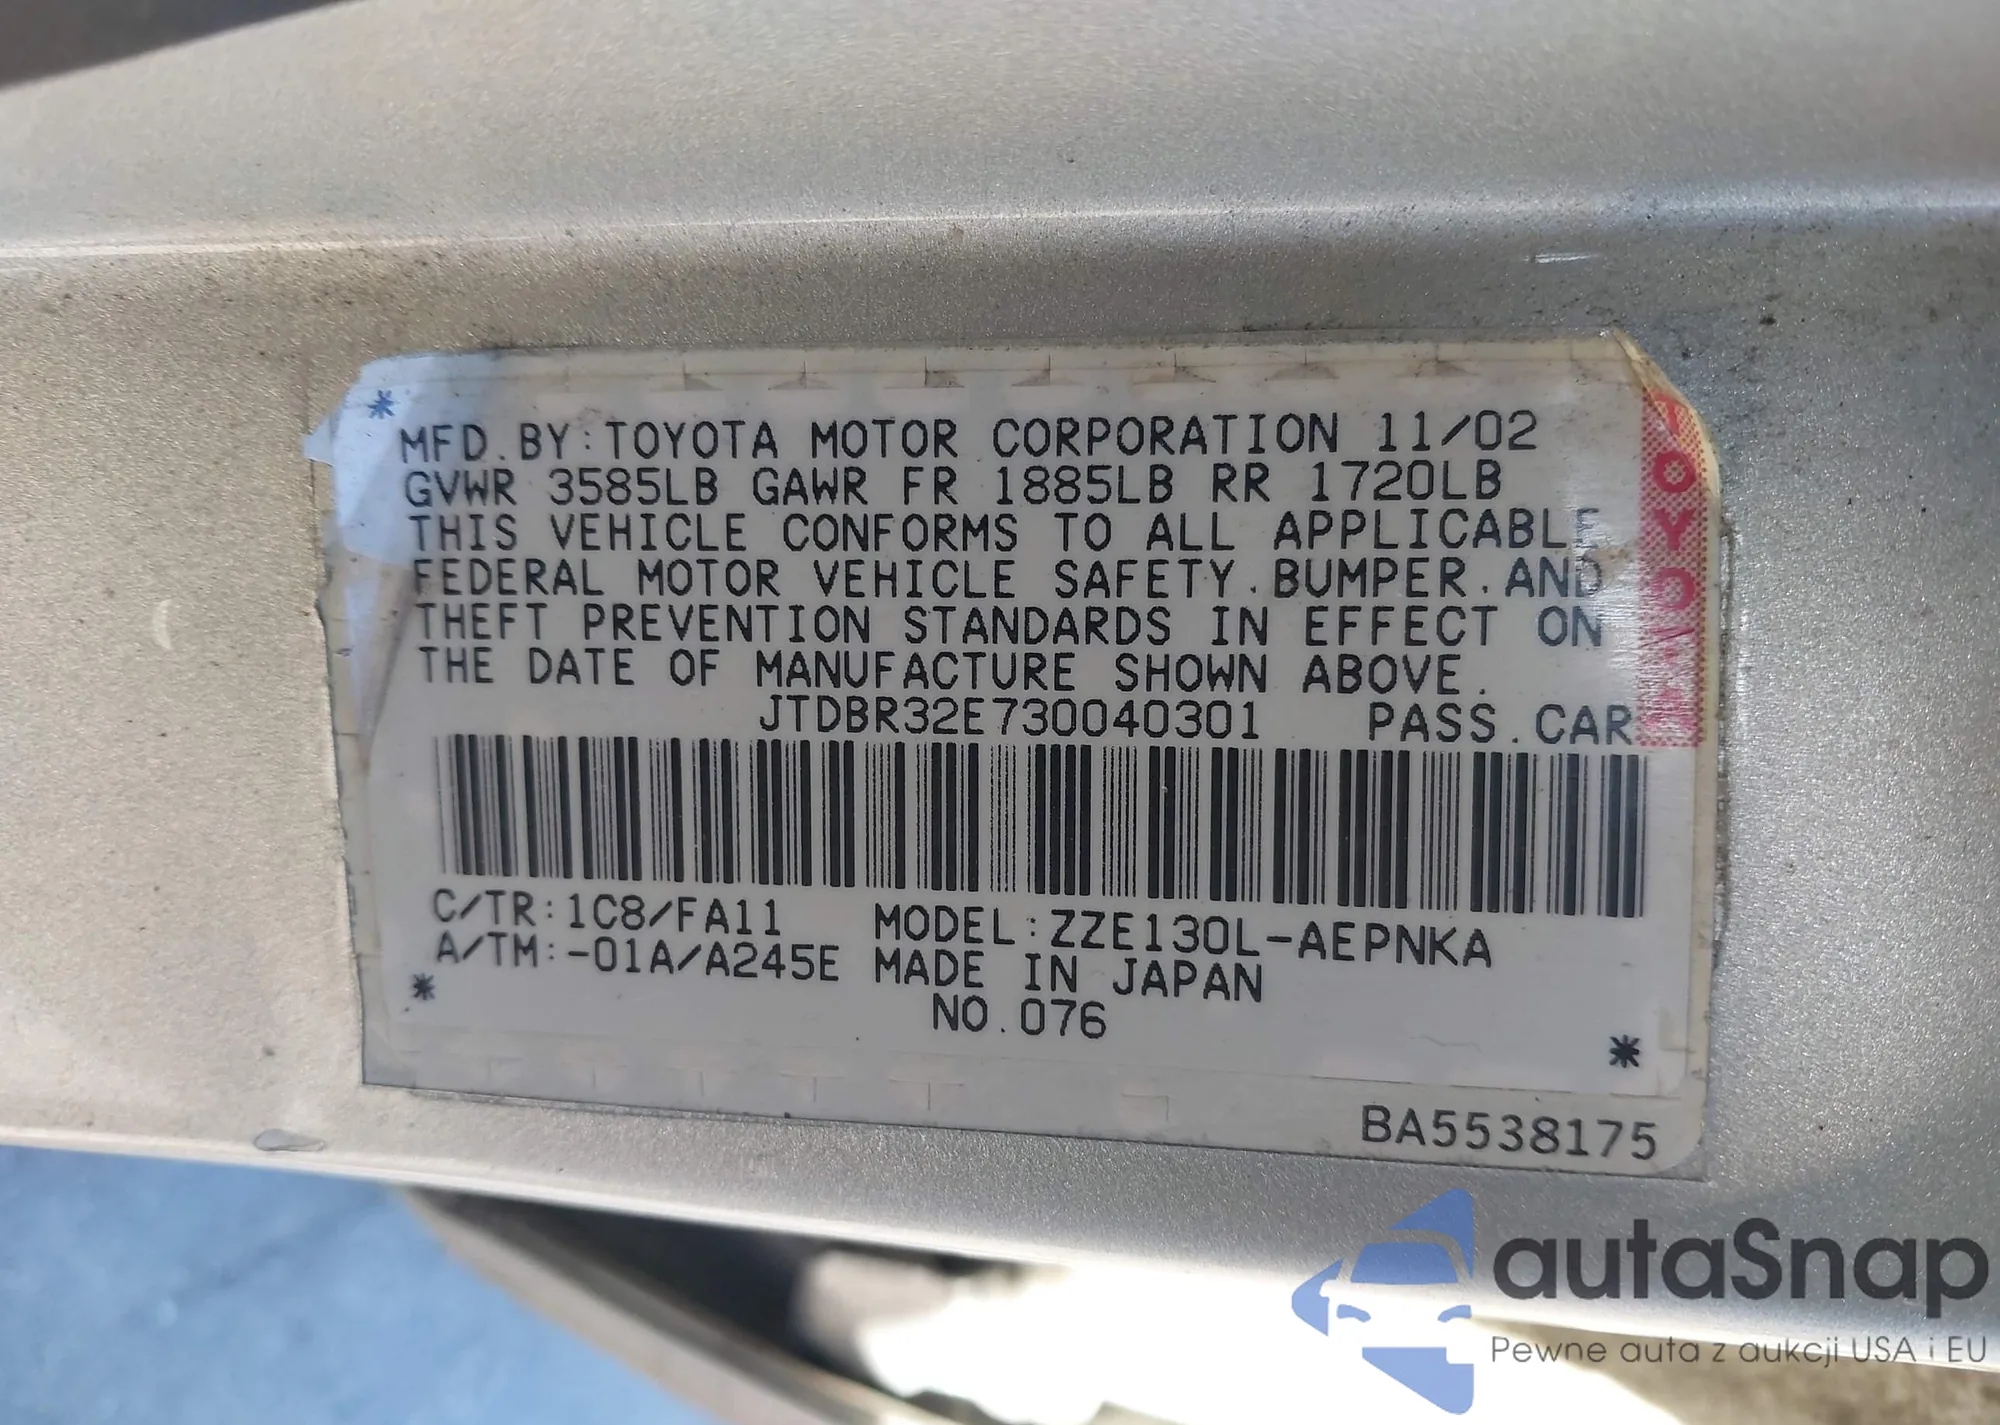 MFD.BY:TOYOTA MOTOR CORPORATION 11/02
GVWR 3585LB GAWR FR 1885LB RR 1720LB
THIS VEHICLE CONFORMS TO ALL APPLICABLE
FEDERAL MOTOR VEHICLE SAFETY.BUMPER.AND
THEFT PREVENTION STANDARDS IN EFFECT ON
THE DATE OF MANUFACTURE SHOWN ABOVE.
JTDBR32E730040301 PASS.CAR
C/TR:1C8/FA11 MODEL:ZZE130L-AEPNKA
A/TM:-01A/A245E MADE IN JAPAN
NO.076
BA5538175
TOYOTA
autaSnap
Pewne auta z aukcji USA i EU